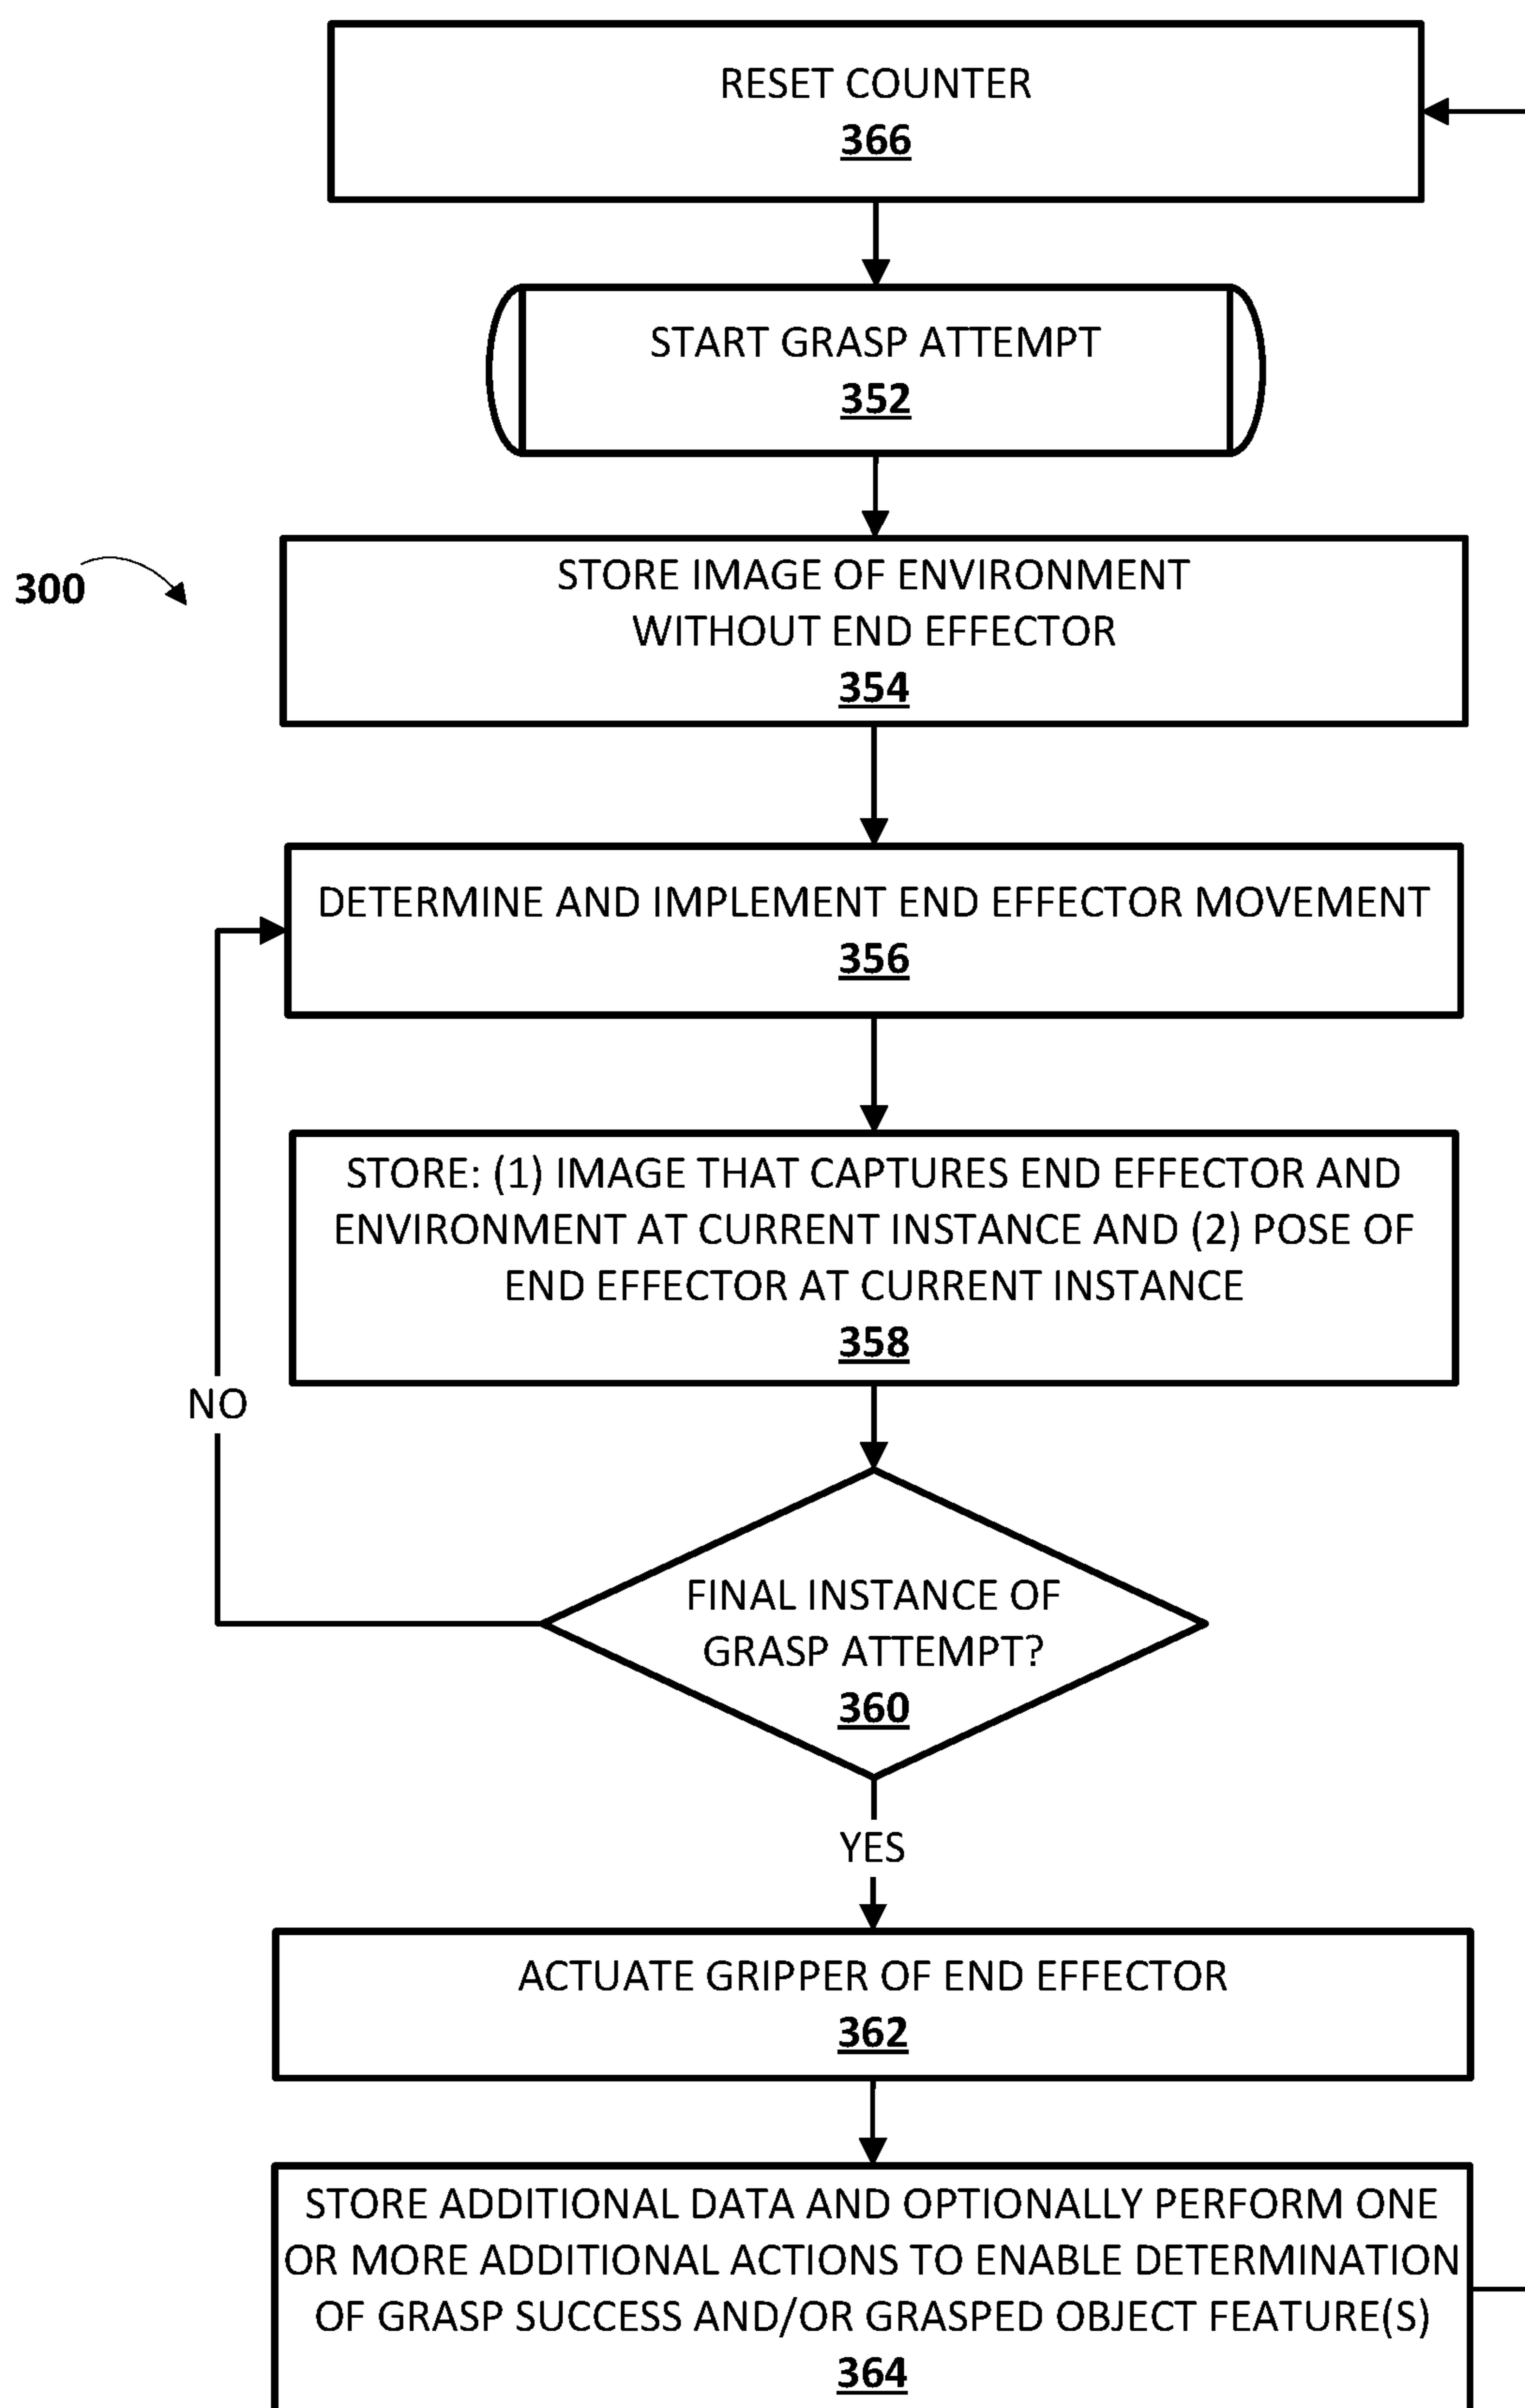 RESET COUNTER
366
START GRASP ATTEMPT
352
300
STORE IMAGE OF ENVIRONMENT
WITHOUT END EFFECTOR
354
DETERMINE AND IMPLEMENT END EFFECTOR MOVEMENT
356
STORE: (1) IMAGE THAT CAPTURES END EFFECTOR AND
ENVIRONMENT AT CURRENT INSTANCE AND (2) POSE OF
END EFFECTOR AT CURRENT INSTANCE
358
NO
FINAL INSTANCE OF
GRASP ATTEMPT?
360
YES
ACTUATE GRIPPER OF END EFFECTOR
362
STORE ADDITIONAL DATA AND OPTIONALLY PERFORM ONE
OR MORE ADDITIONAL ACTIONS TO ENABLE DETERMINATION
OF GRASP SUCCESS AND/OR GRASPED OBJECT FEATURE(S)
364